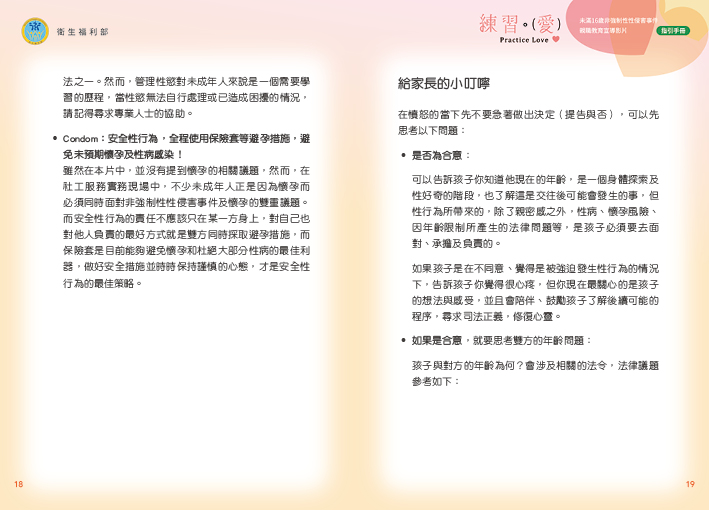 衛生福利部
練習。(愛)
Practice Love
未滿16歲非強制性性侵害事件
親職教育宣導影片
指引手冊
法之一。然而，管理性慾對未成年人來說是一個需要學
習的歷程，當性慾無法自行處理或已造成困擾的情況，
請記得尋求專業人士的協助。
• Condom：安全性行為，全程使用保險套等避孕措施，避
免未預期懷孕及性病感染！
雖然在本片中，並沒有提到懷孕的相關議題，然而，在
社工服務實務現場中，不少未成年人正是因為懷孕而
必須同時面對非強制性性侵害事件及懷孕的雙重議題。
而安全性行為的責任不應該只在某一方身上，對自己也
對他人負責的最好方式就是雙方同時採取避孕措施，而
保險套是目前能夠避免懷孕和杜絕大部分性病的最佳利
器，做好安全措施並時時保持謹慎的心態，才是安全性
行為的最佳策略。
18
給家長的小叮嚀
在憤怒的當下先不要急著做出決定（提告與否），可以先
思考以下問題：
• 是否為合意：
可以告訴孩子你知道他現在的年齡，是一個身體探索及
性好奇的階段，也了解這是交往後可能會發生的事，但
性行為所帶來的，除了親密感之外，性病、懷孕風險、
因年齡限制所產生的法律問題等，是孩子必須要去面
對、承擔及負責的。
如果孩子是在不同意、覺得是被強迫發生性行為的情況
下，告訴孩子你覺得很心疼，但你現在最關心的是孩子
的想法與感受，並且會陪伴、鼓勵孩子了解後續可能的
程序，尋求司法正義，修復心靈。
• 如果是合意，就要思考雙方的年齡問題：
孩子與對方的年齡為何？會涉及相關的法令，法律議題
參考如下：
19